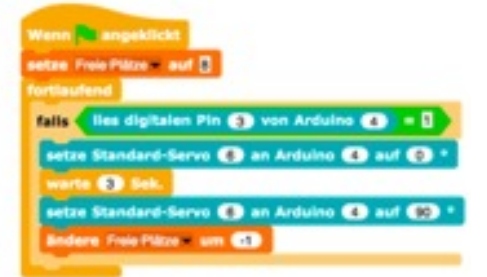 Wenn angeklickt
setze Freie Plätze auf 8
fortlaufend
falls lies digitalen Pin 3 von Arduino 4 = 1
setze Standard-Servo 6 an Arduino 4 auf 0 °
warte 3 Sek.
setze Standard-Servo 6 an Arduino 4 auf 90 °
ändere Freie Plätze um -1